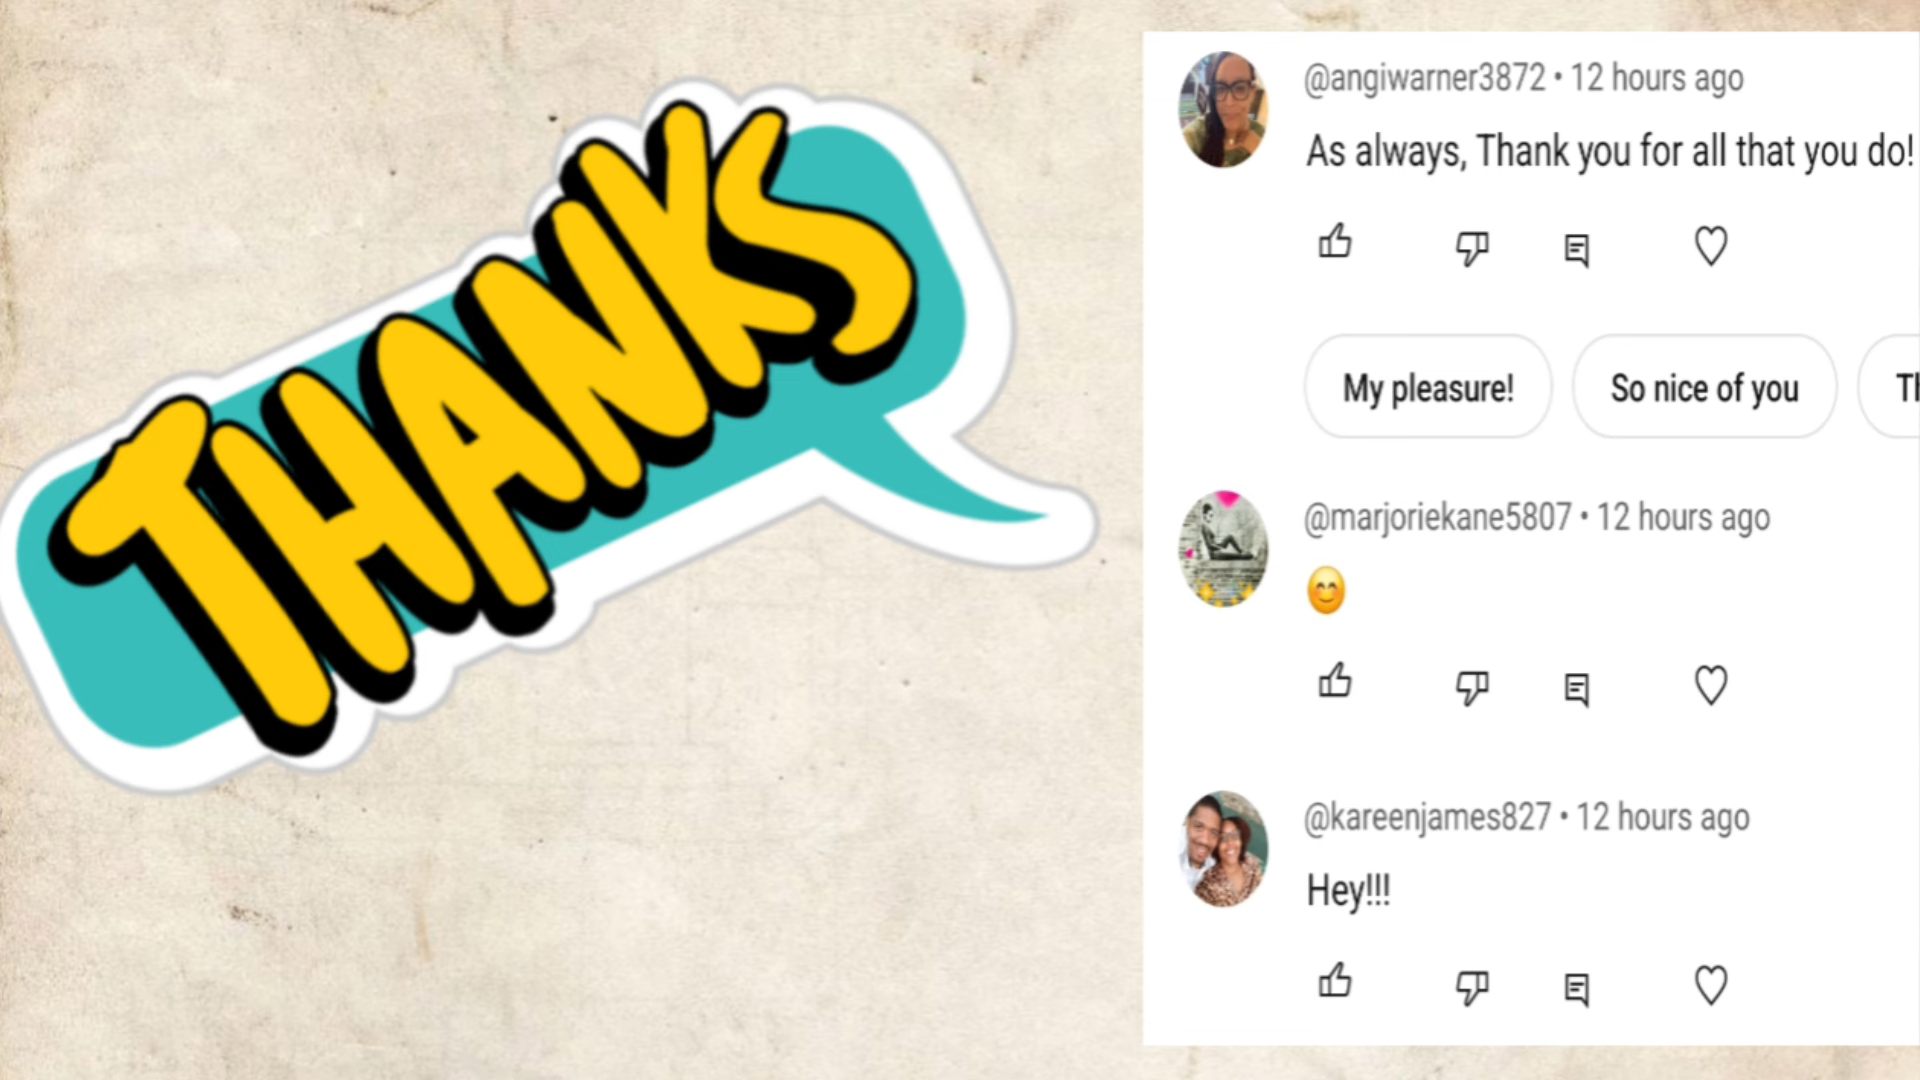 THANKS
@angiwarner3872 • 12 hours ago
As always, Thank you for all that you do!
My pleasure!
So nice of you
@marjoriekane5807 • 12 hours ago
😊
@kareenjames827 • 12 hours ago
Hey!!!